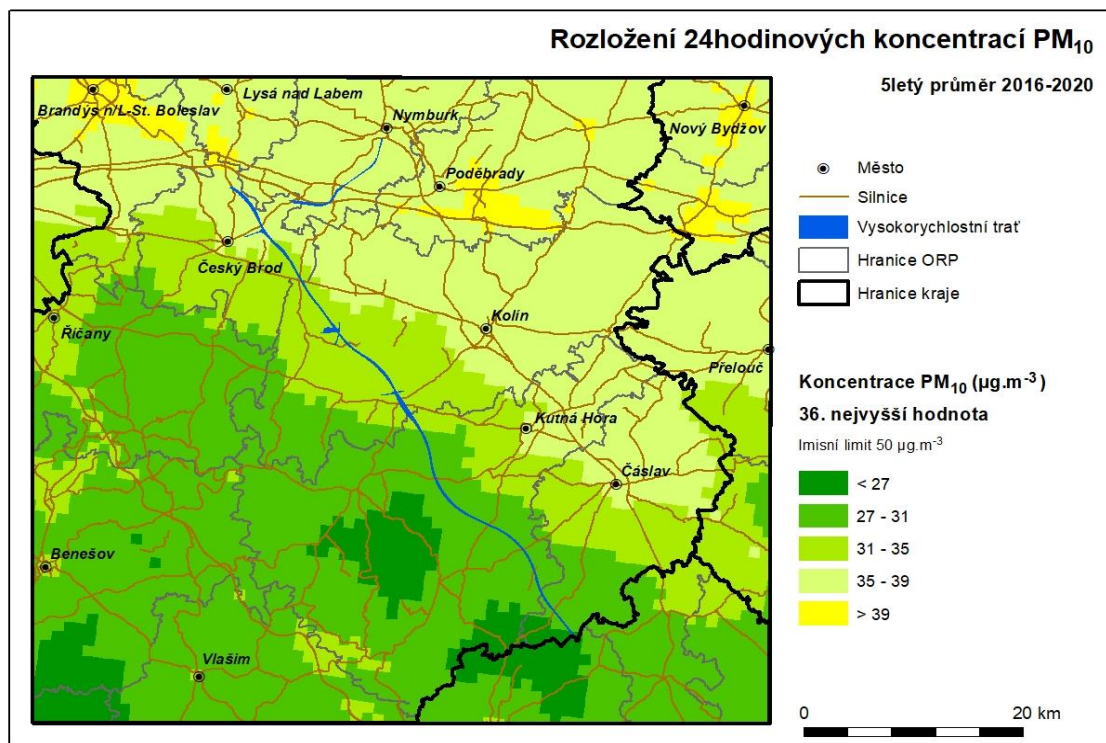 Rozložení 24hodinových koncentrací PM10
5letý průměr 2016-2020
Brandýs n/L-St. Boleslav
Lysá nad Labem
Nymburk
Nový Bydžov
Poděbrady
Český Brod
Říčany
Kolín
Přelouč
Kutná Hora
Čáslav
Benešov
Vlašim
Město
Silnice
Vysokorychlostní trať
Hranice ORP
Hranice kraje
Koncentrace PM10 (µg.m-3)
36. nejvyšší hodnota
Imisní limit 50 µg.m-3
< 27
27 - 31
31 - 35
35 - 39
> 39
0 20 km